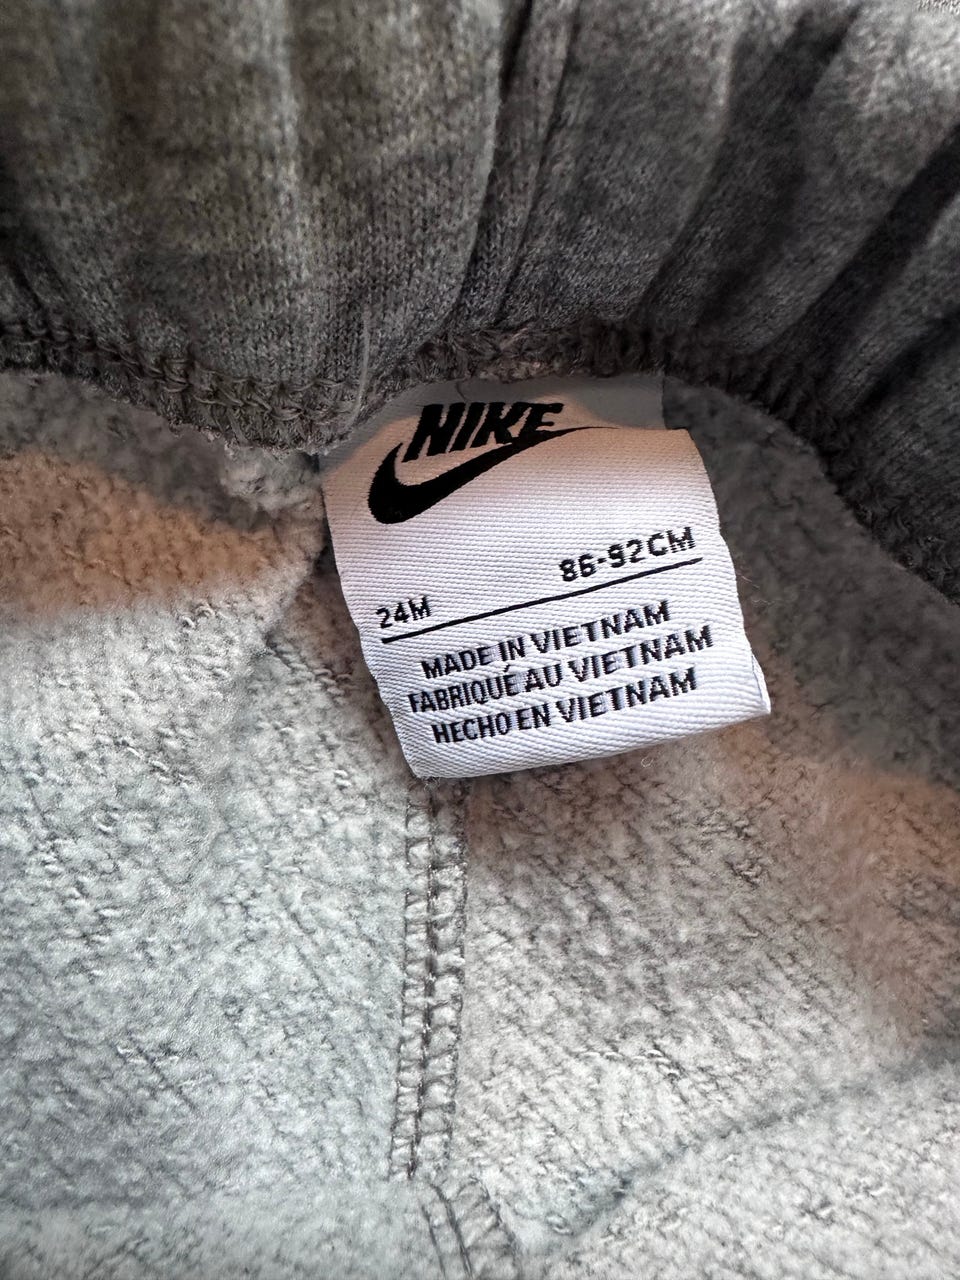 NIKE
24M 86-92CM
MADE IN VIETNAM
FABRIQUÉ AU VIETNAM
HECHO EN VIETNAM